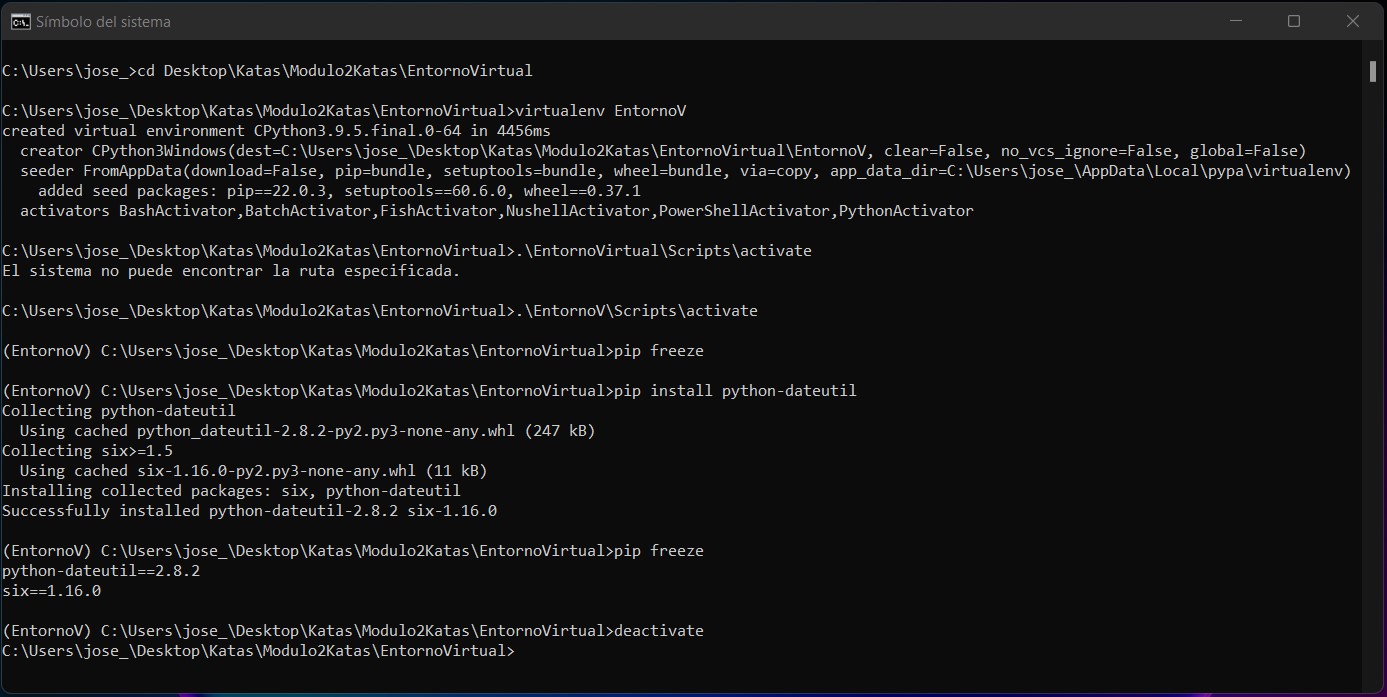 Símbolo del sistema
C:\Users\jose_>cd Desktop\Katas\Modulo2Katas\EntornoVirtual
C:\Users\jose_\Desktop\Katas\Modulo2Katas\EntornoVirtual>virtualenv EntornoV
created virtual environment CPython3.9.5.final.0-64 in 4456ms
  creator CPython3Windows(dest=C:\Users\jose_\Desktop\Katas\Modulo2Katas\EntornoVirtual\EntornoV, clear=False, no_vcs_ignore=False, global=False)
  seeder FromAppData(download=False, pip=bundle, setuptools=bundle, wheel=bundle, via=copy, app_data_dir=C:\Users\jose_\AppData\Local\pypa\virtualenv)
    added seed packages: pip==22.0.3, setuptools==60.6.0, wheel==0.37.1
  activators BashActivator,BatchActivator,FishActivator,NushellActivator,PowerShellActivator,PythonActivator
C:\Users\jose_\Desktop\Katas\Modulo2Katas\EntornoVirtual>.\EntornoVirtual\Scripts\activate
El sistema no puede encontrar la ruta especificada.
C:\Users\jose_\Desktop\Katas\Modulo2Katas\EntornoVirtual>.\EntornoV\Scripts\activate
(EntornoV) C:\Users\jose_\Desktop\Katas\Modulo2Katas\EntornoVirtual>pip freeze
(EntornoV) C:\Users\jose_\Desktop\Katas\Modulo2Katas\EntornoVirtual>pip install python-dateutil
Collecting python-dateutil
  Using cached python_dateutil-2.8.2-py2.py3-none-any.whl (247 kB)
Collecting six>=1.5
  Using cached six-1.16.0-py2.py3-none-any.whl (11 kB)
Installing collected packages: six, python-dateutil
Successfully installed python-dateutil-2.8.2 six-1.16.0
(EntornoV) C:\Users\jose_\Desktop\Katas\Modulo2Katas\EntornoVirtual>pip freeze
python-dateutil==2.8.2
six==1.16.0
(EntornoV) C:\Users\jose_\Desktop\Katas\Modulo2Katas\EntornoVirtual>deactivate
C:\Users\jose_\Desktop\Katas\Modulo2Katas\EntornoVirtual>